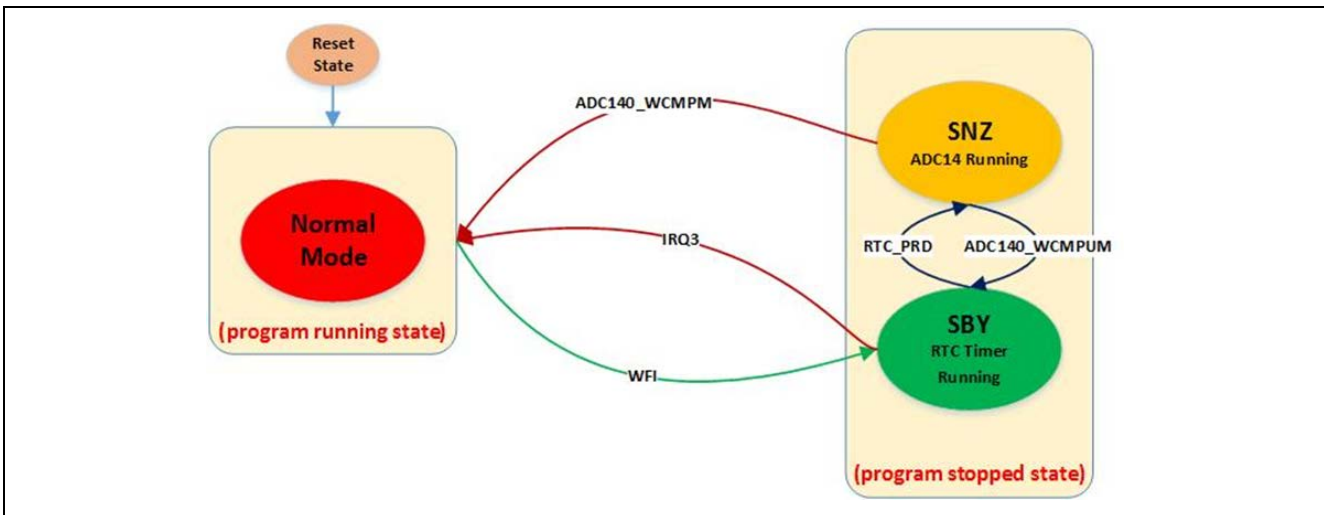 Reset
State
ADC140_WCMPM
SNZ
ADC14 Running
Normal
Mode
IRQ3
RTC_PRD
ADC140_WCMPUM
SBY
RTC Timer
Running
(program running state)
WFI
(program stopped state)